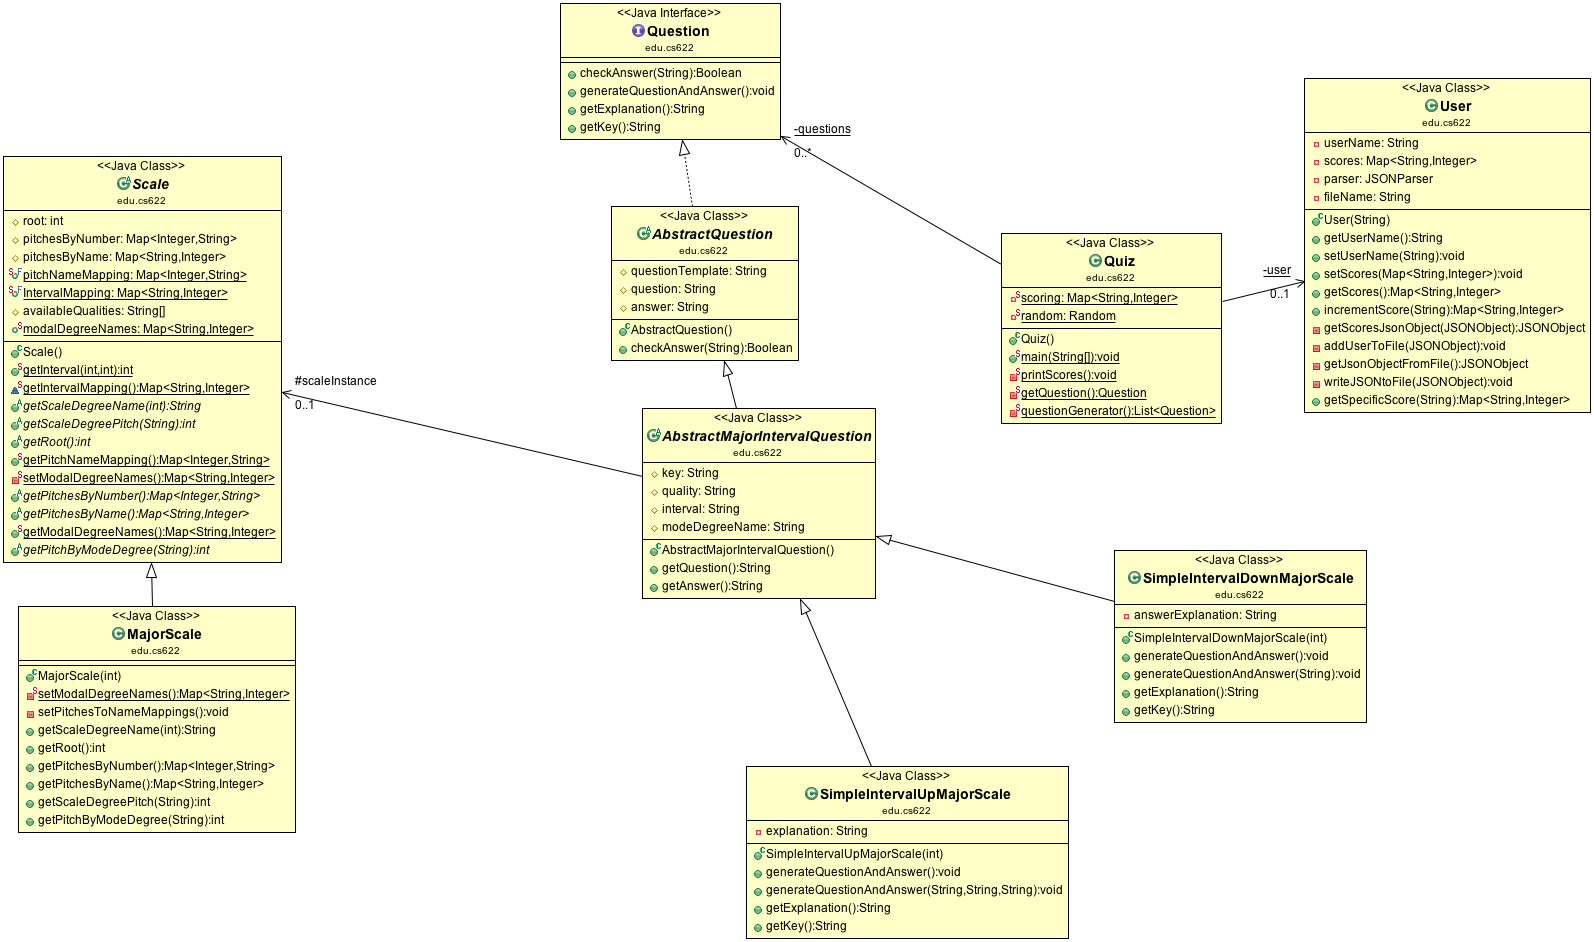 <<Java Interface>>
Question
edu.cs622
checkAnswer(String):Boolean
generateQuestionAndAnswer():void
getExplanation():String
getKey():String
-questions
0..*
<<Java Class>>
User
edu.cs622
userName: String
scores: Map<String,Integer>
parser: JSONParser
fileName: String
User(String)
getUserName():String
setUserName(String):void
setScores(Map<String,Integer>):void
getScores():Map<String,Integer>
incrementScore(String):Map<String,Integer>
getScoresJsonObject(JSONObject):JSONObject
addUserToFile(JSONObject):void
getJsonObjectFromFile():JSONObject
writeJSONtoFile(JSONObject):void
getSpecificScore(String):Map<String,Integer>
<<Java Class>>
Scale
edu.cs622
root: int
pitchesByNumber: Map<Integer,String>
pitchesByName: Map<String,Integer>
pitchNameMapping: Map<Integer,String>
IntervalMapping: Map<String,Integer>
availableQualities: String[]
modalDegreeNames: Map<String,Integer>
Scale()
getInterval(int,int):int
getIntervalMapping():Map<String,Integer>
getScaleDegreeName(int):String
getScaleDegreePitch(String):int
getRoot():int
getPitchNameMapping():Map<Integer,String>
setModalDegreeNames():Map<String,Integer>
getPitchesByNumber():Map<Integer,String>
getPitchesByName():Map<String,Integer>
getModalDegreeNames():Map<String,Integer>
getPitchByModeDegree(String):int
<<Java Class>>
AbstractQuestion
edu.cs622
questionTemplate: String
question: String
answer: String
AbstractQuestion()
checkAnswer(String):Boolean
<<Java Class>>
Quiz
edu.cs622
scoring: Map<String,Integer>
random: Random
Quiz()
main(String[]):void
printScores():void
getQuestion():Question
questionGenerator():List<Question>
-user
0..1
#scaleInstance
0..1
<<Java Class>>
AbstractMajorIntervalQuestion
edu.cs622
key: String
quality: String
interval: String
modeDegreeName: String
AbstractMajorIntervalQuestion()
getQuestion():String
getAnswer():String
<<Java Class>>
SimpleIntervalDownMajorScale
edu.cs622
answerExplanation: String
SimpleIntervalDownMajorScale(int)
generateQuestionAndAnswer():void
generateQuestionAndAnswer(String):void
getExplanation():String
getKey():String
<<Java Class>>
MajorScale
edu.cs622
MajorScale(int)
setModalDegreeNames():Map<String,Integer>
setPitchesToNameMappings():void
getScaleDegreeName(int):String
getRoot():int
getPitchesByNumber():Map<Integer,String>
getPitchesByName():Map<String,Integer>
getScaleDegreePitch(String):int
getPitchByModeDegree(String):int
<<Java Class>>
SimpleIntervalUpMajorScale
edu.cs622
explanation: String
SimpleIntervalUpMajorScale(int)
generateQuestionAndAnswer():void
generateQuestionAndAnswer(String,String,String):void
getExplanation():String
getKey():String